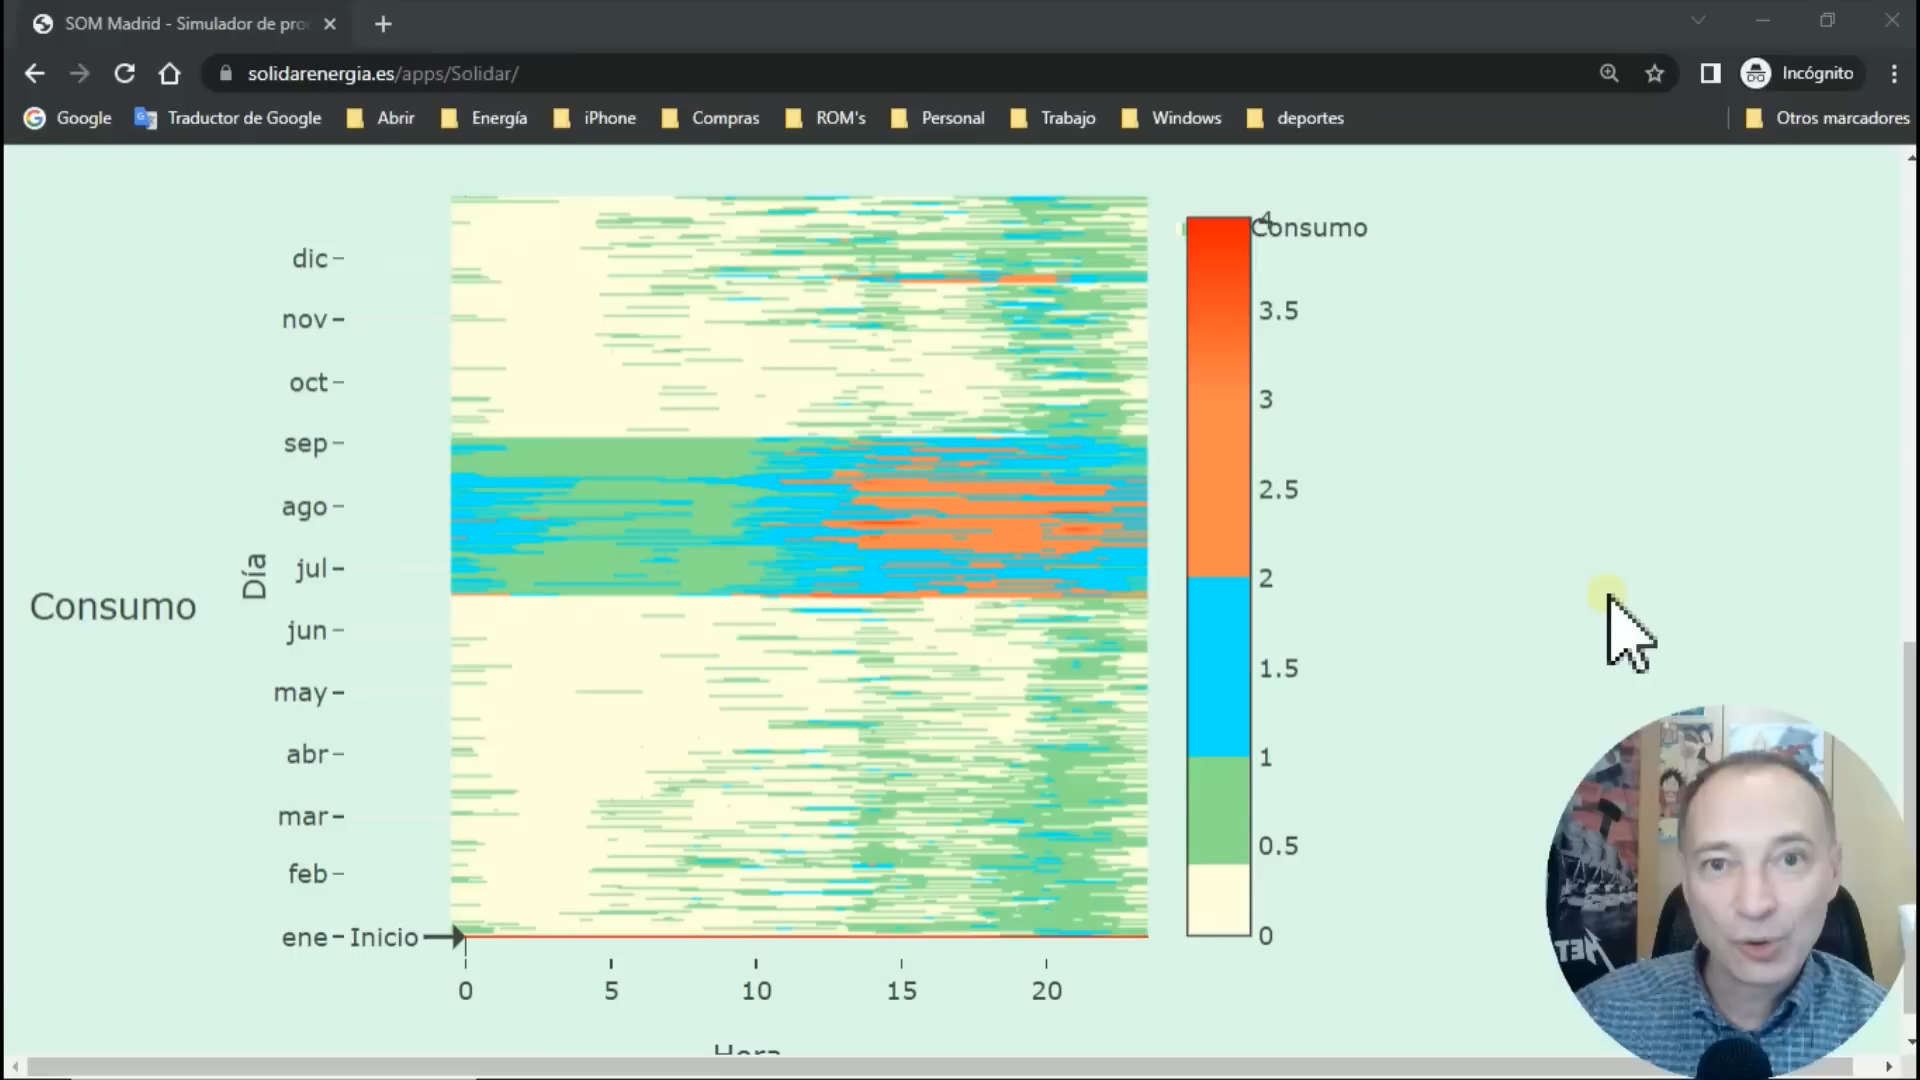 SOM Madrid - Simulador de pro
solidarenergia.es/apps/Solidar/
Incógnito
Google
Traductor de Google
Abrir
Energía
iPhone
Compras
ROM's
Personal
Trabajo
Windows
deportes
Otros marcadores
Consumo
Día
dic
nov
oct
sep
ago
jul
jun
may
abr
mar
feb
ene
Inicio
0
5
10
15
20
Hora
4
3.5
3
2.5
2
1.5
1
0.5
0
Consumo